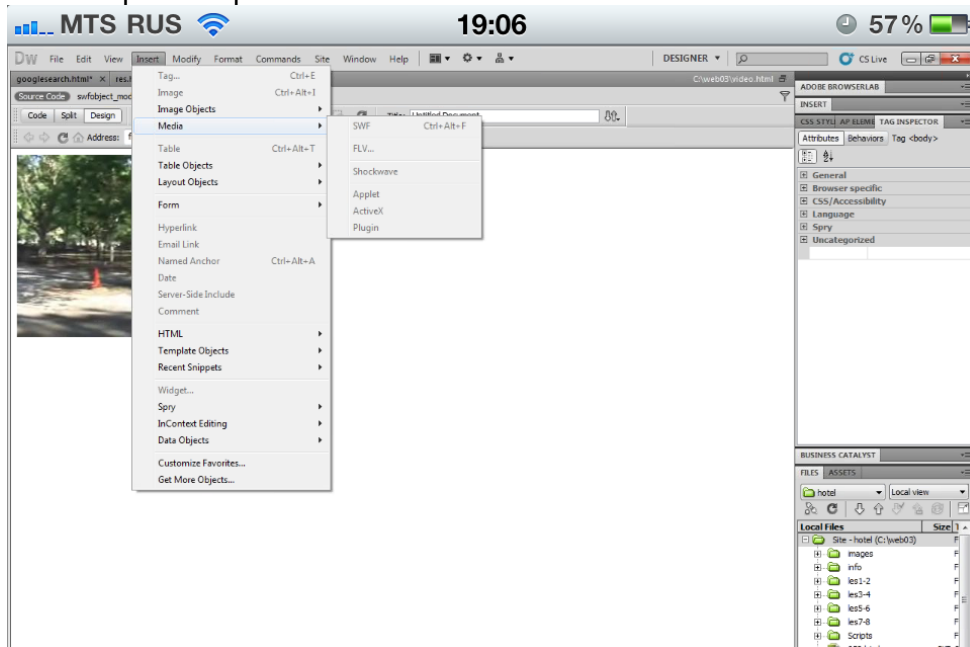 MTS RUS 19:06 57%
DW File Edit View Insert Modify Format Commands Site Window Help DESIGNER CS Live
googlesearch.html* C:\web03\video.html
Source Code
Code Split Design
Address:
Tag... Ctrl+E
Image Ctrl+Alt+I
Image Objects
Media
Table Ctrl+Alt+T
Table Objects
Layout Objects
Form
Hyperlink
Email Link
Named Anchor Ctrl+Alt+A
Date
Server-Side Include
Comment
HTML
Template Objects
Recent Snippets
Widget...
Spry
InContext Editing
Data Objects
Customize Favorites...
Get More Objects...
SWF Ctrl+Alt+F
FLV...
Shockwave
Applet
ActiveX
Plugin
ADOBE BROWSERLAB
INSERT
CSS STYL AP ELEME TAG INSPECTOR
Attributes Behaviors Tag <body>
General
Browser specific
CSS/Accessibility
Language
Spry
Uncategorized
BUSINESS CATALYST
FILES ASSETS
hotel Local view
Local Files Size
Site - hotel (C:\web03)
images
info
les1-2
les3-4
les5-6
les7-8
Scripts